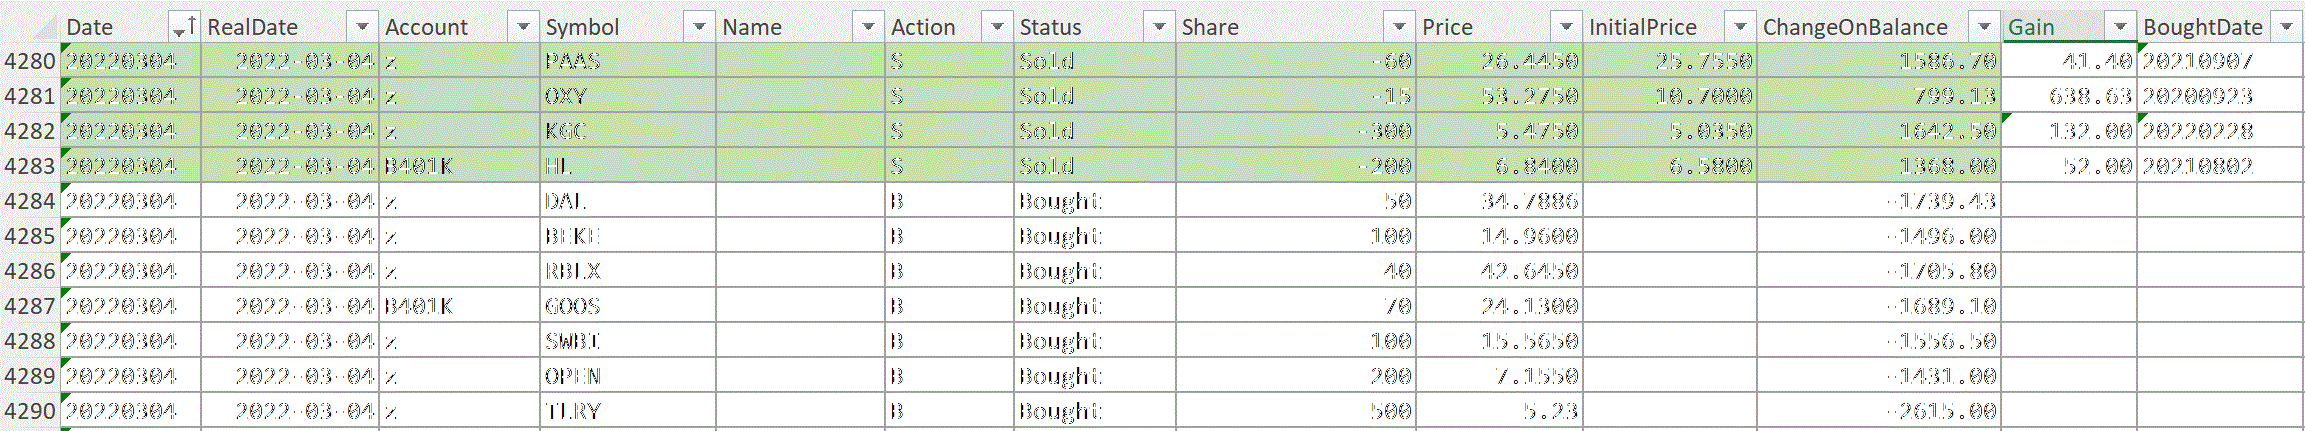 Date RealDate Account Symbol Name Action Status Share Price InitialPrice ChangeOnBalance Gain BoughtDate
4280 20220304 2022-03-04 z PAAS S Sold -60 26.4450 25.7550 1586.70 41.40 20210907
4281 20220304 2022-03-04 z OXY S Sold -15 53.2750 10.7000 799.13 638.63 20200923
4282 20220304 2022-03-04 z KGC S Sold -300 5.4750 5.0350 1642.50 132.00 20220228
4283 20220304 2022-03-04 B401K HL S Sold -200 6.8400 6.5800 1368.00 52.00 20210802
4284 20220304 2022-03-04 z DAL B Bought 50 34.7886 -1739.43
4285 20220304 2022-03-04 z BEKE B Bought 100 14.9600 -1496.00
4286 20220304 2022-03-04 z RBLX B Bought 40 42.6450 -1705.80
4287 20220304 2022-03-04 B401K GOOS B Bought 70 24.1300 -1689.10
4288 20220304 2022-03-04 z SWBI B Bought 100 15.5650 -1556.50
4289 20220304 2022-03-04 z OPEN B Bought 200 7.1550 -1431.00
4290 20220304 2022-03-04 z TLRY B Bought 500 5.23 -2615.00